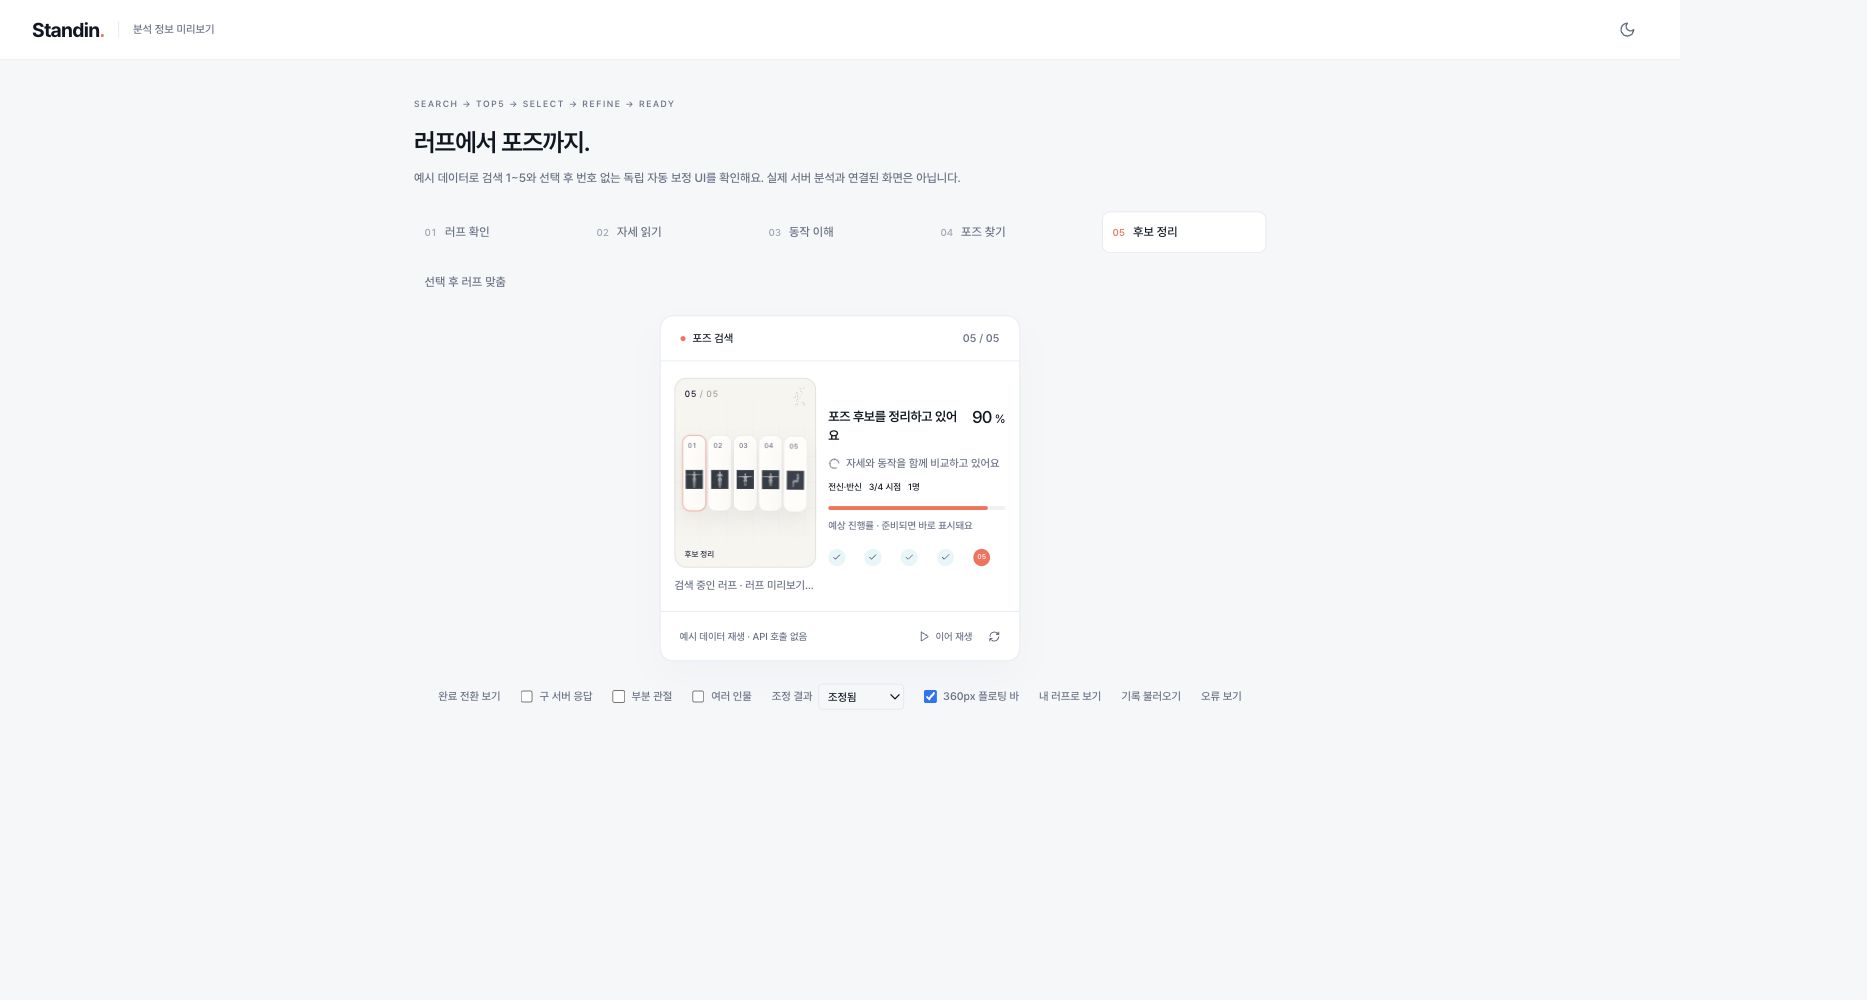 Standin.
분석 정보 미리보기
SEARCH → TOP5 → SELECT → REFINE → READY
러프에서 포즈까지.
예시 데이터로 검색 1~5와 선택 후 번호 없는 독립 자동 보정 UI를 확인해요. 실제 서버 분석과 연결된 화면은 아닙니다.
01 러프 확인
02 자세 읽기
03 동작 이해
04 포즈 찾기
05 후보 정리
선택 후 러프 맞춤
포즈 검색
05 / 05
05 / 05
01 02 03 04 05
후보 정리
검색 중인 러프 · 러프 미리보기...
포즈 후보를 정리하고 있어
요
90 %
자세와 동작을 함께 비교하고 있어요
전신·반신 3/4 시점 1명
예상 진행률 · 준비되면 바로 표시돼요
05
예시 데이터 재생 · API 호출 없음
이어 재생
완료 전환 보기
구 서버 응답
부분 관절
여러 인물
조정 결과
조정됨
360px 플로팅 바
내 러프로 보기
기록 불러오기
오류 보기